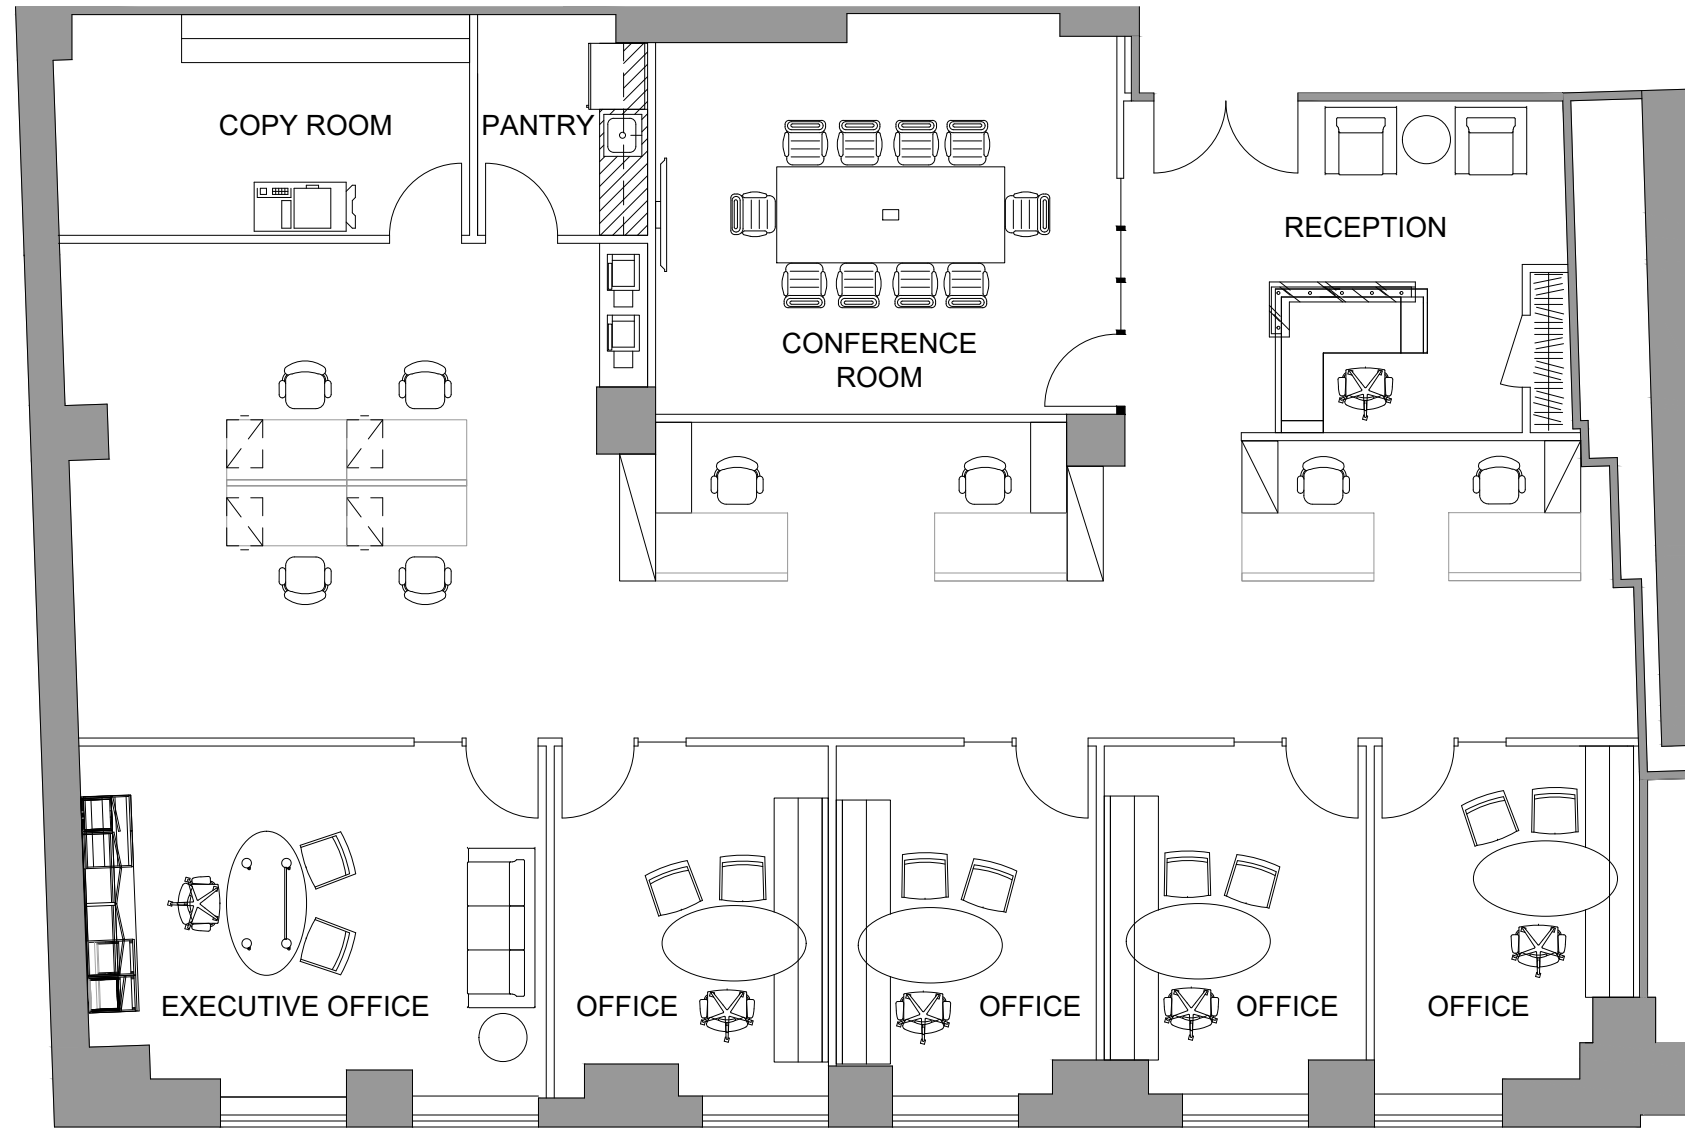 COPY ROOM
PANTRY
RECEPTION
CONFERENCE
ROOM
EXECUTIVE OFFICE
OFFICE
OFFICE
OFFICE
OFFICE